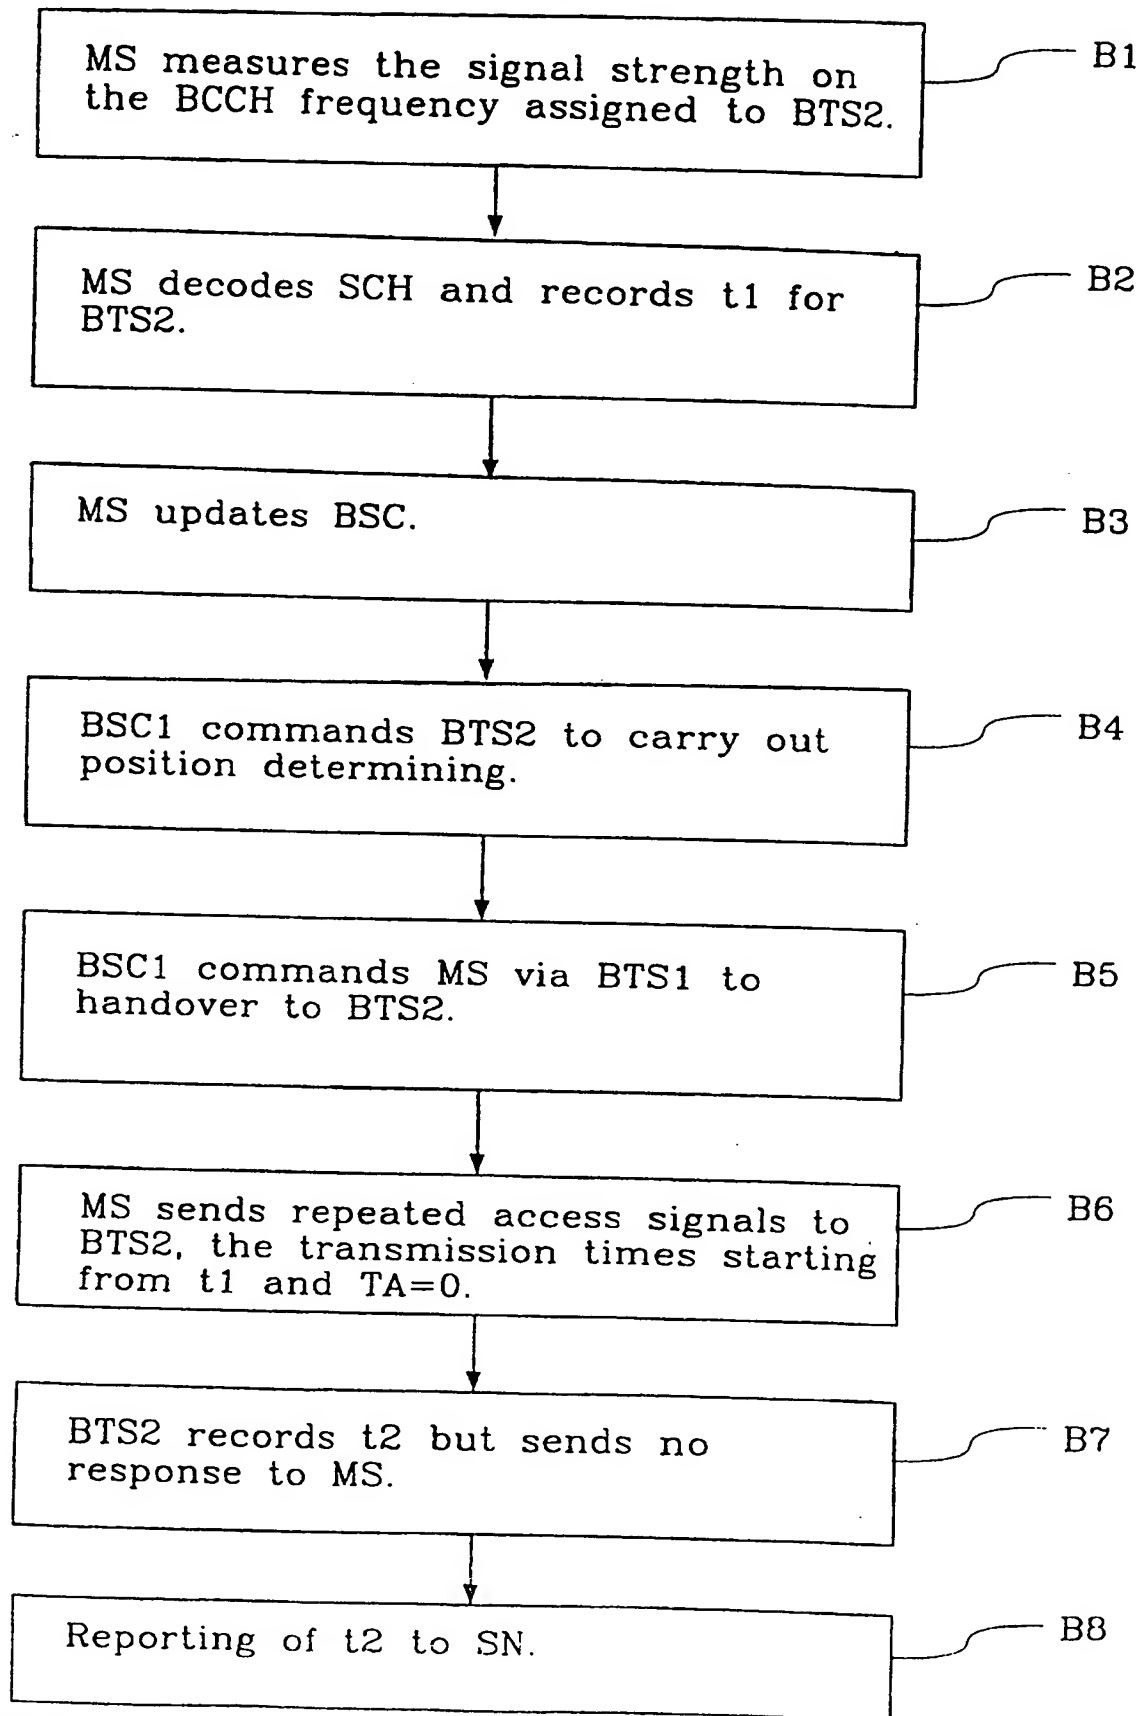 MS measures the signal strength on
the BCCH frequency assigned to BTS2.
B1
MS decodes SCH and records t1 for
BTS2.
B2
MS updates BSC.
B3
BSC1 commands BTS2 to carry out
position determining.
B4
BSC1 commands MS via BTS1 to
handover to BTS2.
B5
MS sends repeated access signals to
BTS2, the transmission times starting
from t1 and TA=0.
B6
BTS2 records t2 but sends no
response to MS.
B7
Reporting of t2 to SN.
B8